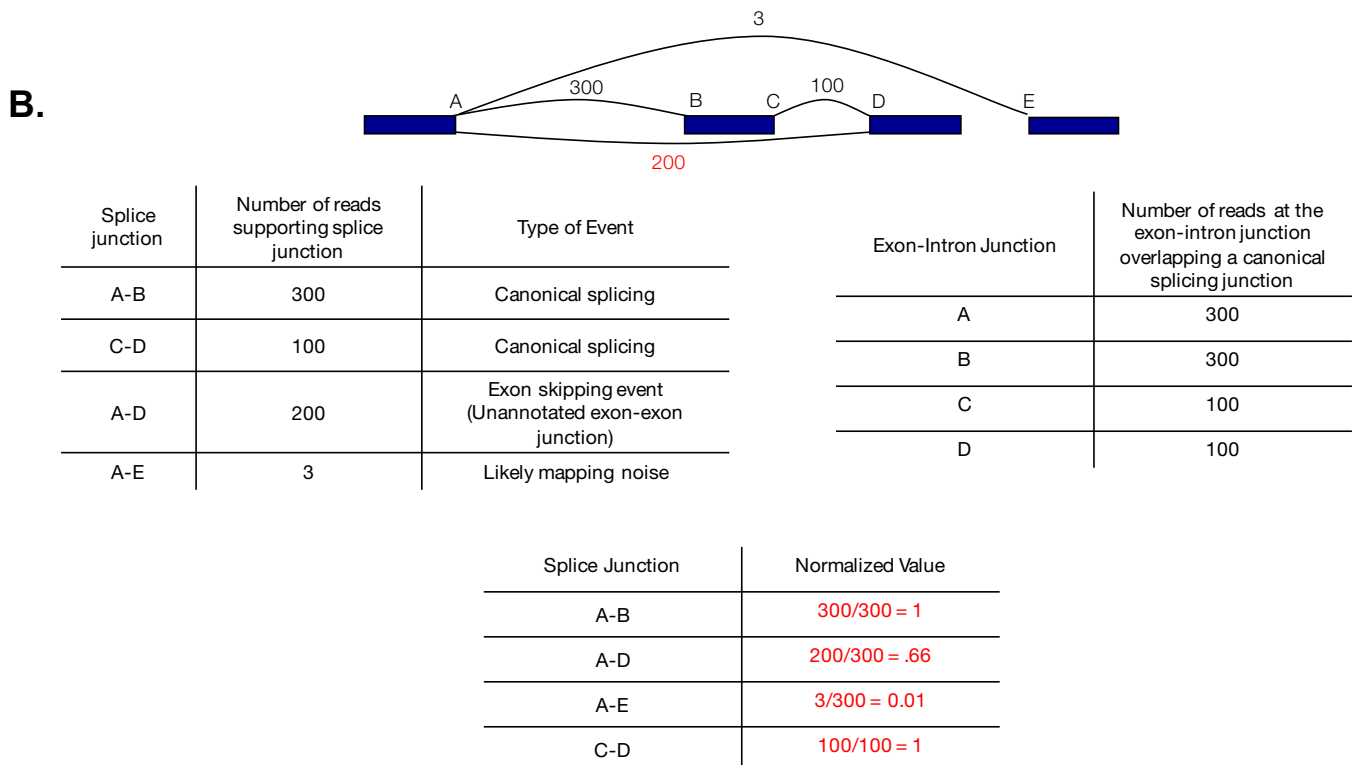 3
B.
A
300
B
C
100
D
E
200
Splice
junction
Number of reads
supporting splice
junction
Type of Event
A-B
300
Canonical splicing
C-D
100
Canonical splicing
A-D
200
Exon skipping event
(Unannotated exon-exon
junction)
A-E
3
Likely mapping noise
Exon-Intron Junction
Number of reads at the
exon-intron junction
overlapping a canonical
splicing junction
A
300
B
300
C
100
D
100
Splice Junction
Normalized Value
A-B
300/300 = 1
A-D
200/300 = .66
A-E
3/300 = 0.01
C-D
100/100 = 1